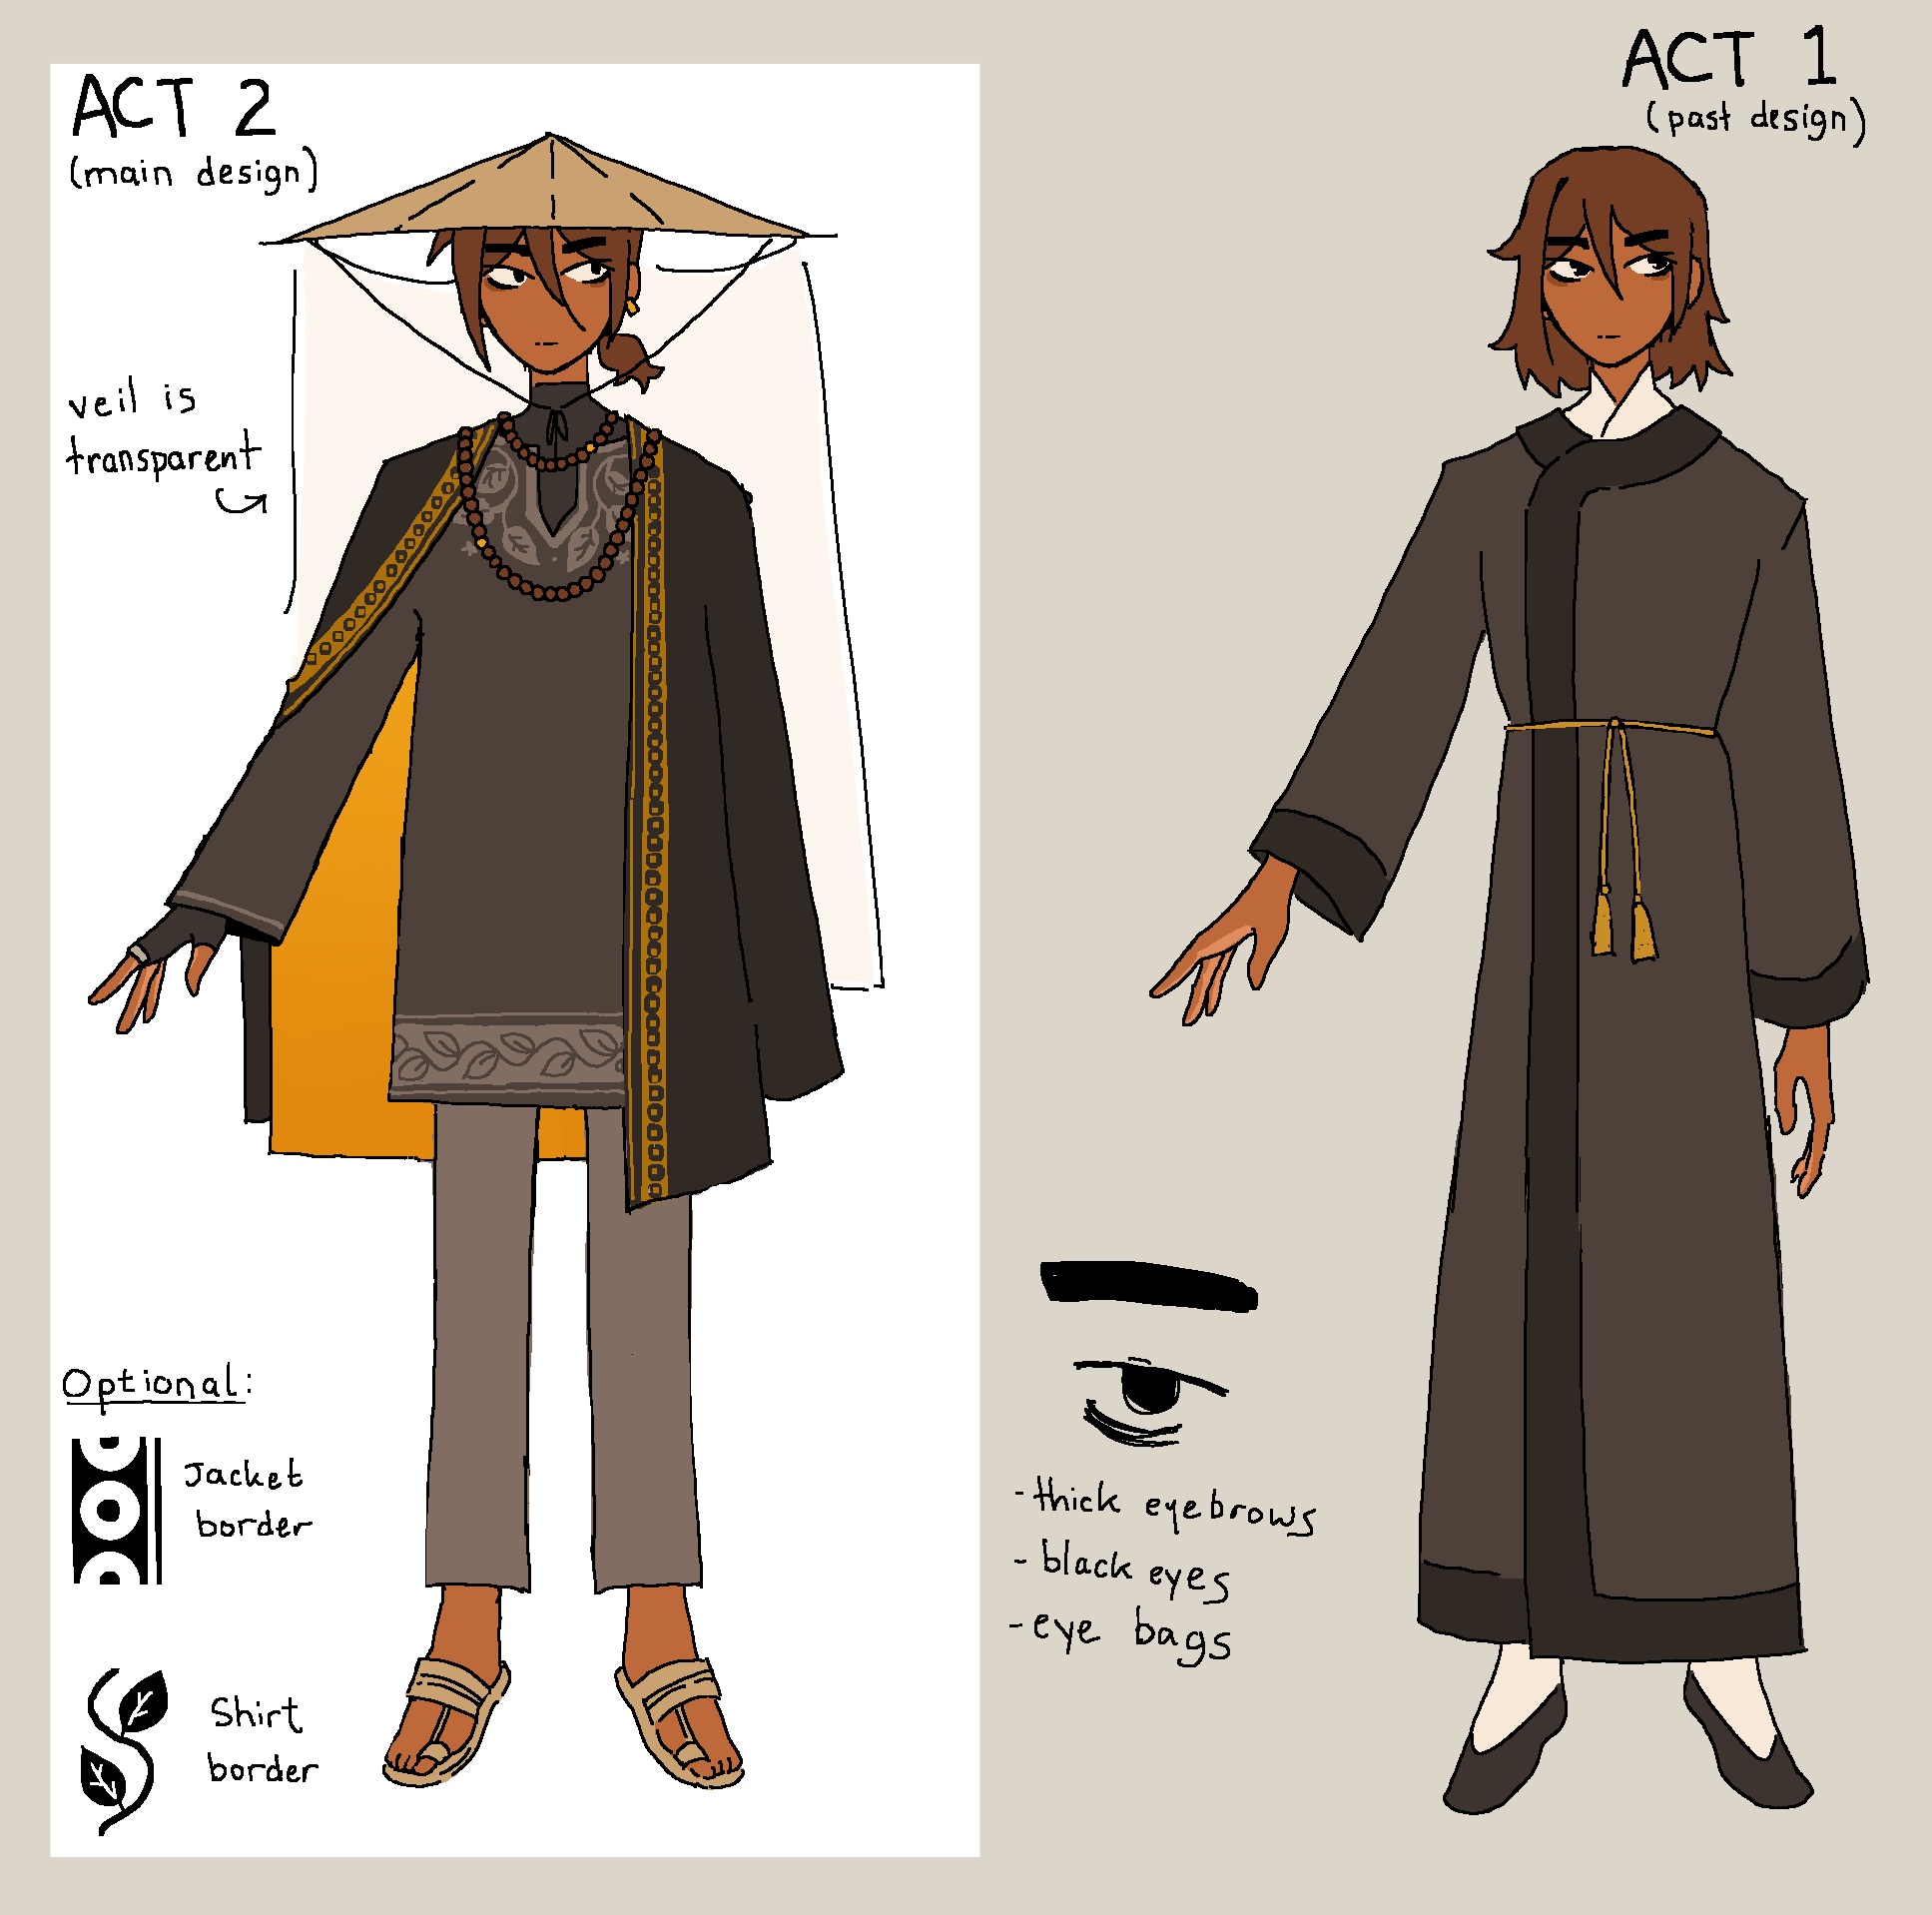 ACT 2
(main design)
veil is
transparent
Optional:
Jacket
border
Shirt
border
ACT 1
(past design)
-thick eyebrows
- black eyes
-eye bags